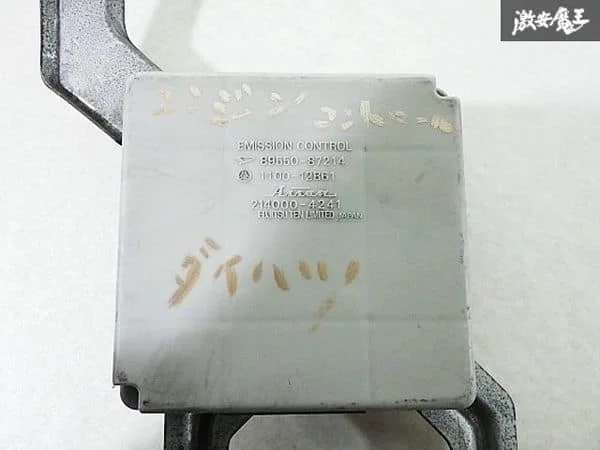 激安魔王
エンジン コントロール
EMISSION CONTROL
89550-87214
1100-12861
214000-4241
FUJITSU TEN LIMITED JAPAN
ダイハツ